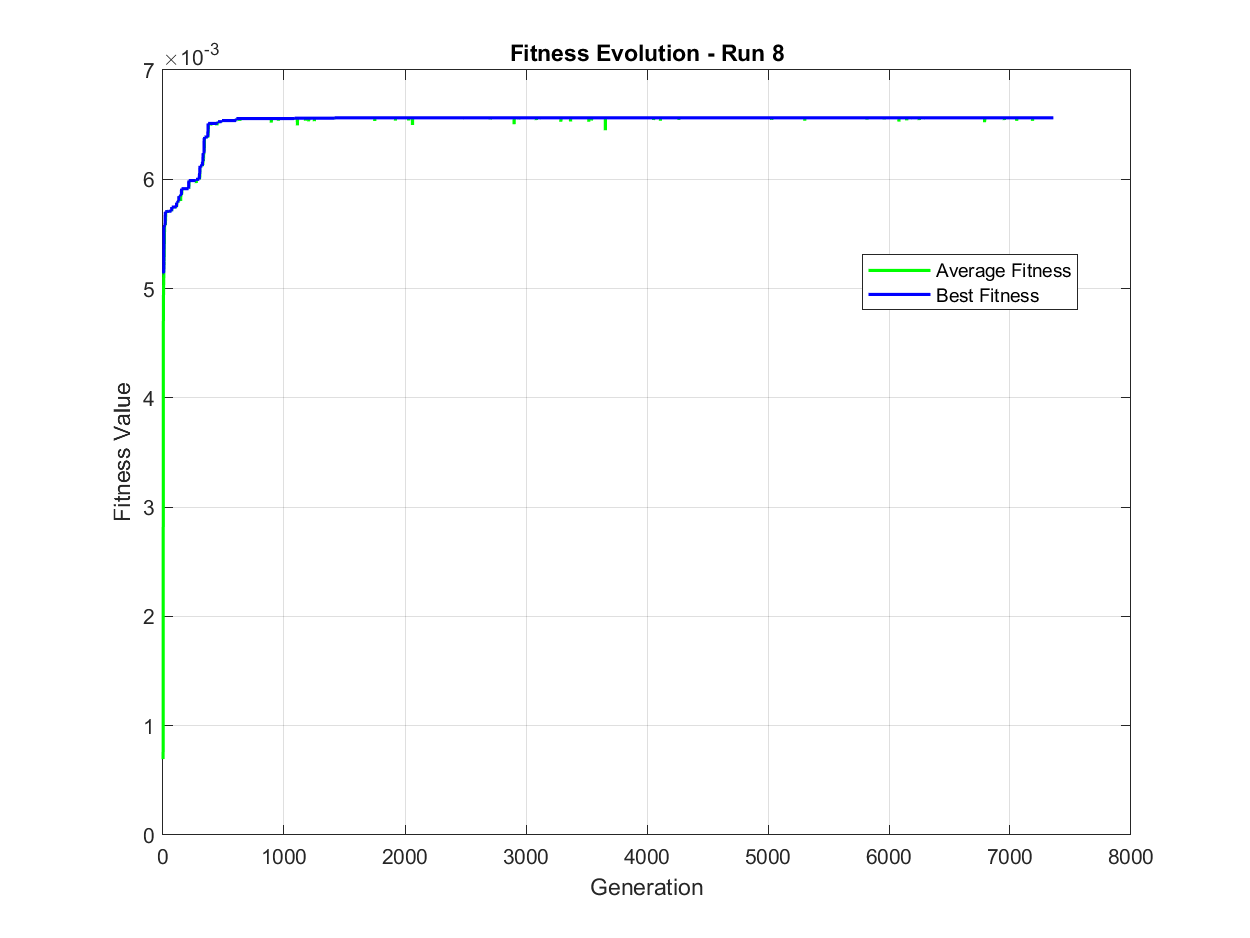 Fitness Evolution - Run 8
×10⁻³
7
6
5
4
3
2
1
0
Fitness Value
Average Fitness
Best Fitness
0 1000 2000 3000 4000 5000 6000 7000 8000
Generation